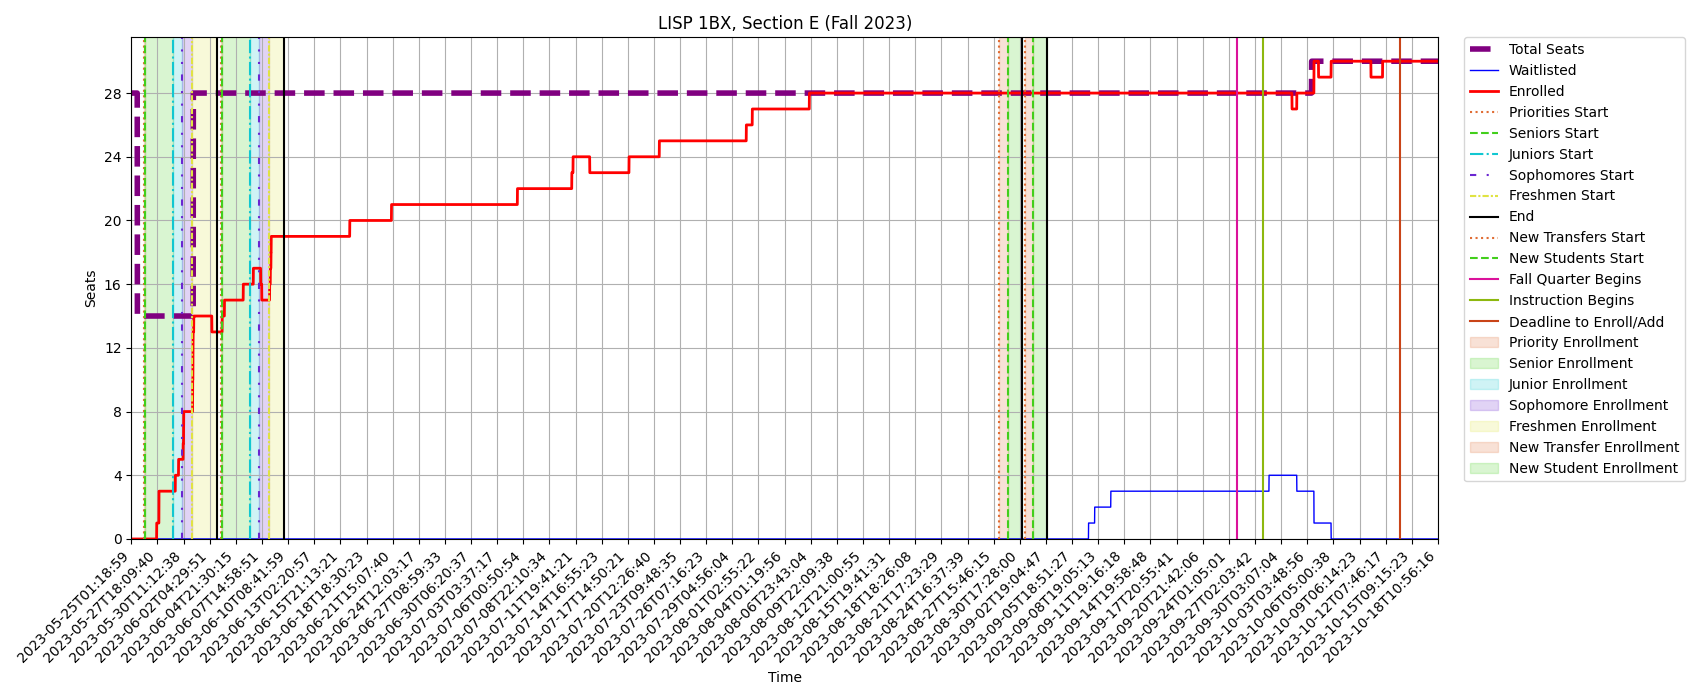 LISP 1BX, Section E (Fall 2023)
Seats
28
24
20
16
12
8
4
0
2023-05-25T01:18:59
2023-05-27T18:09:40
2023-05-30T11:12:38
2023-06-02T04:29:51
2023-06-04T21:30:15
2023-06-07T14:58:51
2023-06-10T08:41:59
2023-06-13T02:20:57
2023-06-15T21:13:21
2023-06-18T18:30:23
2023-06-21T15:07:40
2023-06-24T12:03:17
2023-06-27T08:59:33
2023-06-30T06:20:37
2023-07-03T03:37:17
2023-07-06T00:50:54
2023-07-08T22:10:34
2023-07-11T19:41:21
2023-07-14T16:55:23
2023-07-17T14:50:21
2023-07-20T12:26:40
2023-07-23T09:48:35
2023-07-26T07:16:23
2023-07-29T04:56:04
2023-08-01T02:55:22
2023-08-04T01:19:56
2023-08-06T23:43:04
2023-08-09T22:09:38
2023-08-12T21:00:55
2023-08-15T19:41:31
2023-08-18T18:26:08
2023-08-21T17:23:29
2023-08-24T16:37:39
2023-08-27T15:46:15
2023-08-30T17:28:00
2023-09-02T19:04:47
2023-09-05T18:51:27
2023-09-08T19:05:13
2023-09-11T19:16:18
2023-09-14T19:58:48
2023-09-17T20:55:41
2023-09-20T21:42:06
2023-09-24T01:05:01
2023-09-27T02:03:42
2023-09-30T03:07:04
2023-10-03T03:48:56
2023-10-06T05:00:38
2023-10-09T06:14:23
2023-10-12T07:46:17
2023-10-15T09:15:23
2023-10-18T10:56:16
Time
Total Seats
Waitlisted
Enrolled
Priorities Start
Seniors Start
Juniors Start
Sophomores Start
Freshmen Start
End
New Transfers Start
New Students Start
Fall Quarter Begins
Instruction Begins
Deadline to Enroll/Add
Priority Enrollment
Senior Enrollment
Junior Enrollment
Sophomore Enrollment
Freshmen Enrollment
New Transfer Enrollment
New Student Enrollment